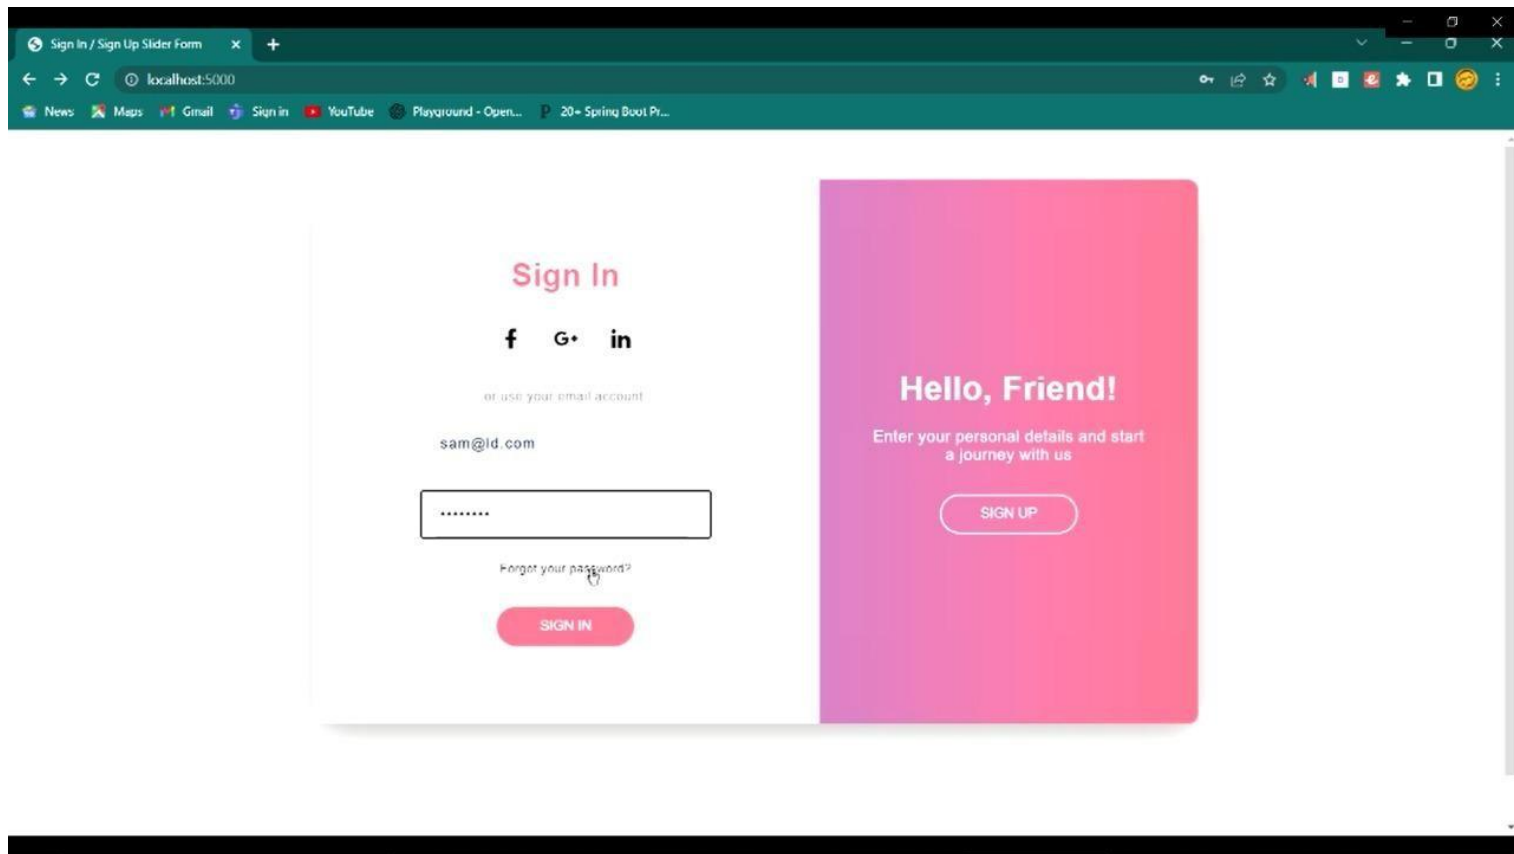 Sign In / Sign Up Slider Form
localhost:5000
News Maps Gmail Sign in YouTube Playground - Open... 20+ Spring Boot Pr...
Sign In
f G+ in
or use your email account
sam@ld.com
Forgot your password?
SIGN IN
Hello, Friend!
Enter your personal details and start
a journey with us
SIGN UP